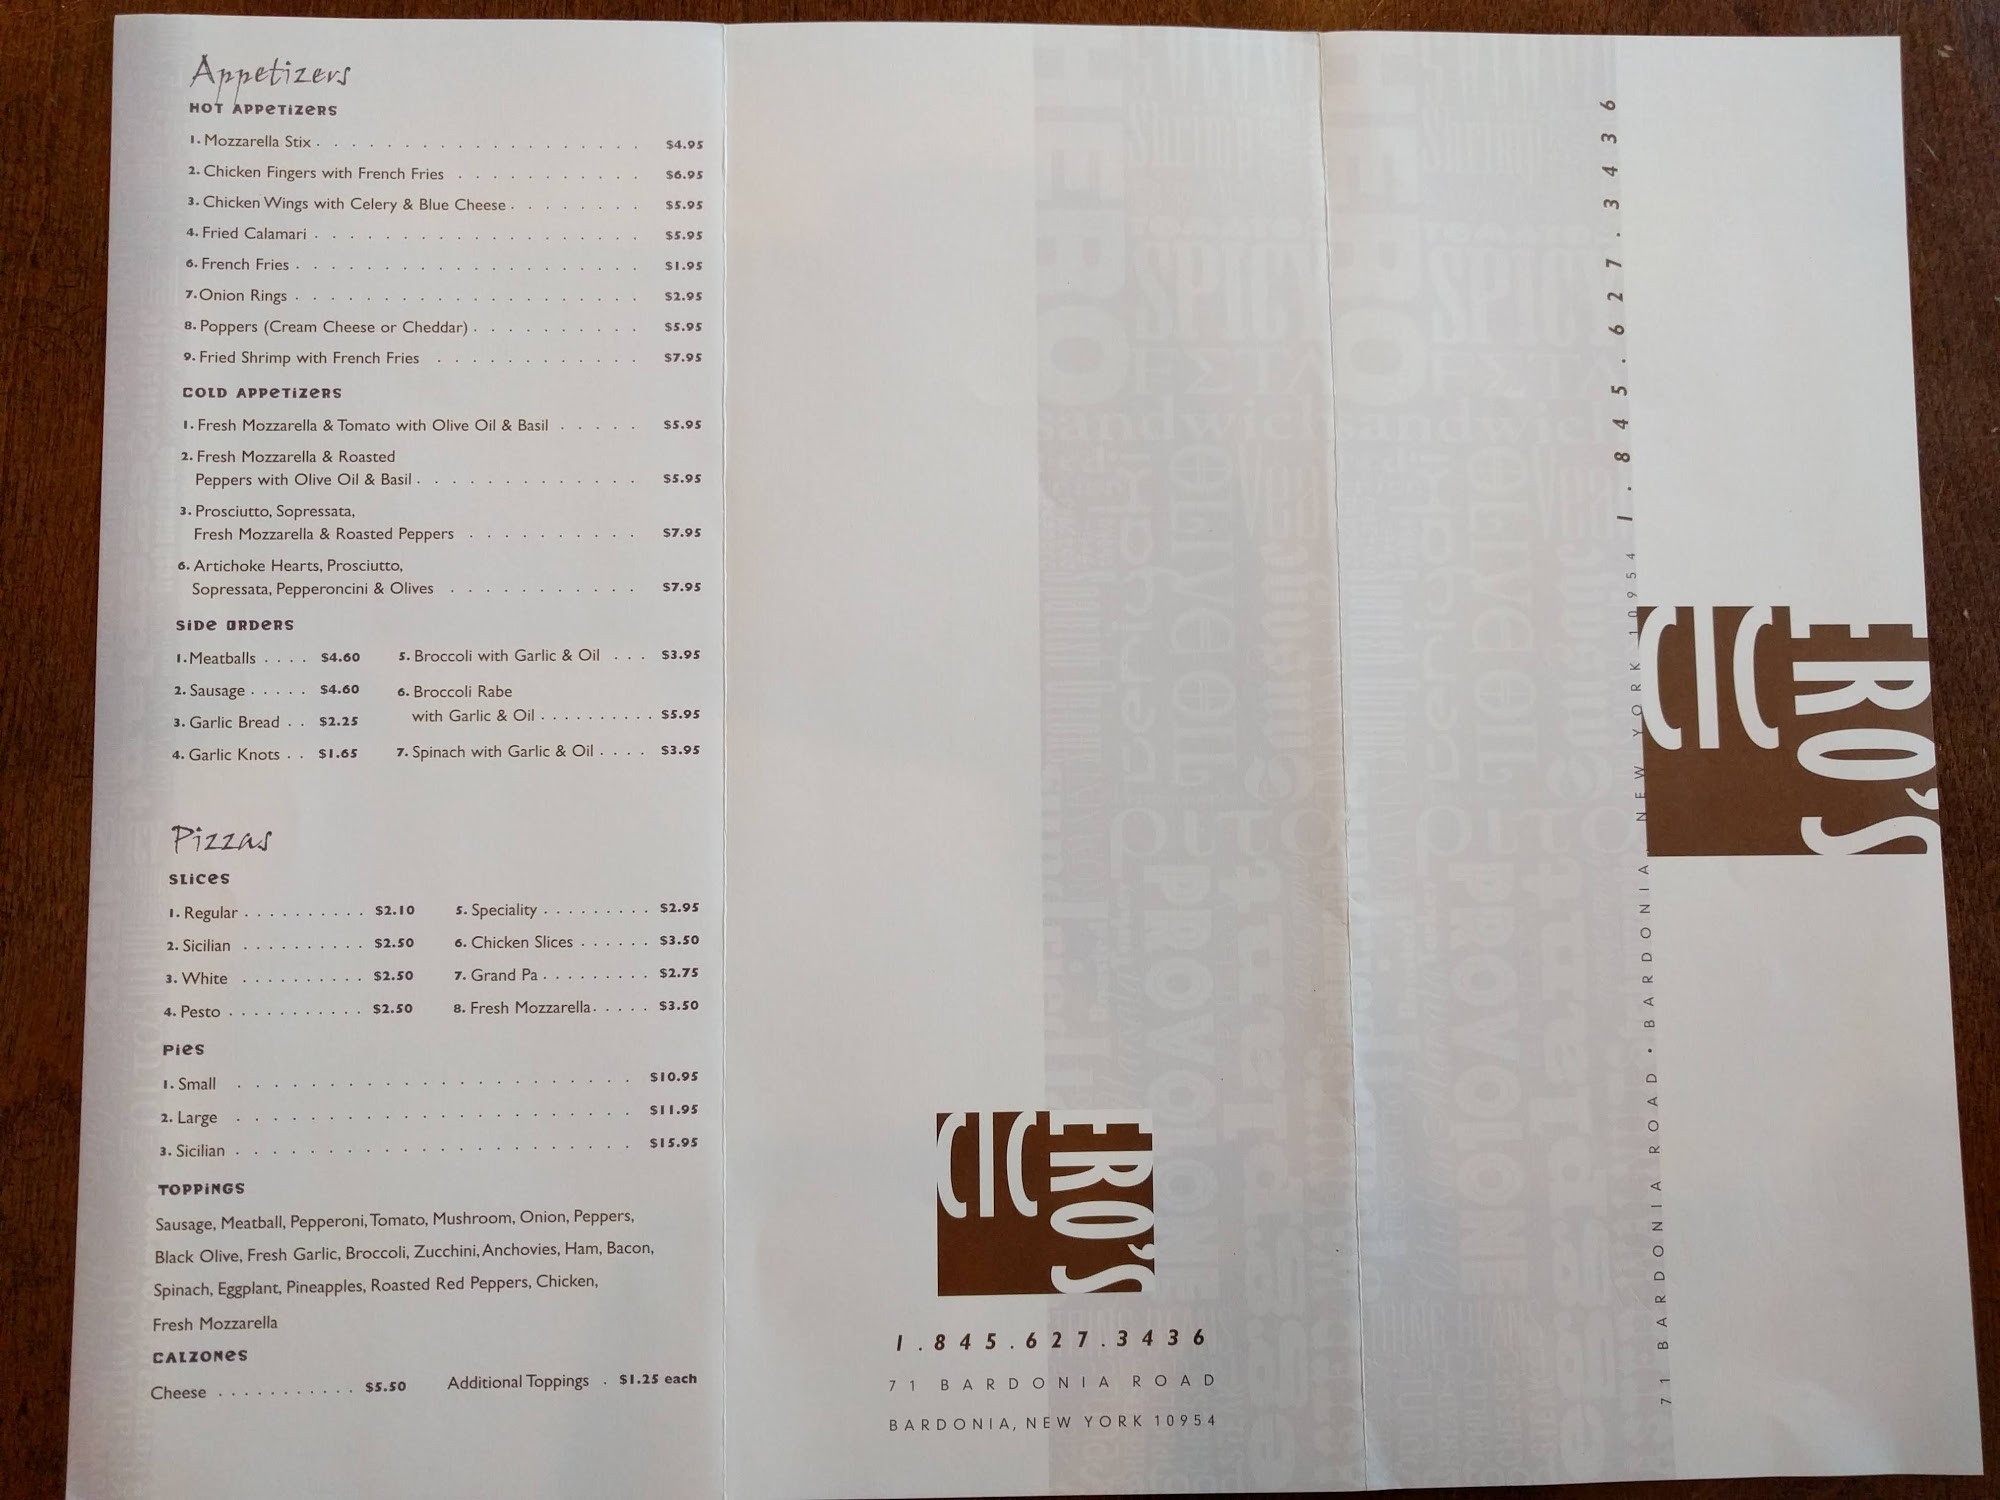 Appetizers
HOT APPETIZERS
1. Mozzarella Stix . . . . . . . . . . . . . . . . . . . $4.95
2. Chicken Fingers with French Fries . . . . . . . . . . . $6.95
3. Chicken Wings with Celery & Blue Cheese . . . . . . . . $5.95
4. Fried Calamari . . . . . . . . . . . . . . . . . . . $5.95
6. French Fries . . . . . . . . . . . . . . . . . . . . $1.95
7. Onion Rings . . . . . . . . . . . . . . . . . . . . $2.95
8. Poppers (Cream Cheese or Cheddar) . . . . . . . . . . $5.95
9. Fried Shrimp with French Fries . . . . . . . . . . . . $7.95
COLD APPETIZERS
1. Fresh Mozzarella & Tomato with Olive Oil & Basil . . . . . $5.95
2. Fresh Mozzarella & Roasted
Peppers with Olive Oil & Basil . . . . . . . . . . . . . $5.95
3. Prosciutto, Sopressata,
Fresh Mozzarella & Roasted Peppers . . . . . . . . . . $7.95
6. Artichoke Hearts, Prosciutto,
Sopressata, Pepperoncini & Olives . . . . . . . . . . . $7.95
SIDE ORDERS
1. Meatballs . . . . $4.60
2. Sausage . . . . . $4.60
3. Garlic Bread . . $2.25
4. Garlic Knots . . $1.65
5. Broccoli with Garlic & Oil . . . $3.95
6. Broccoli Rabe
with Garlic & Oil . . . . . . . . . . $5.95
7. Spinach with Garlic & Oil . . . . $3.95
Pizzas
SLICES
1. Regular . . . . . . . . . . $2.10
2. Sicilian . . . . . . . . . . $2.50
3. White . . . . . . . . . . $2.50
4. Pesto . . . . . . . . . . . $2.50
5. Speciality . . . . . . . . . $2.95
6. Chicken Slices . . . . . . $3.50
7. Grand Pa . . . . . . . . . $2.75
8. Fresh Mozzarella . . . . . $3.50
PIES
1. Small . . . . . . . . . . . . . . . . . . . . . . $10.95
2. Large . . . . . . . . . . . . . . . . . . . . . . $11.95
3. Sicilian . . . . . . . . . . . . . . . . . . . . . . $15.95
TOPPINGS
Sausage, Meatball, Pepperoni, Tomato, Mushroom, Onion, Peppers,
Black Olive, Fresh Garlic, Broccoli, Zucchini, Anchovies, Ham, Bacon,
Spinach, Eggplant, Pineapples, Roasted Red Peppers, Chicken,
Fresh Mozzarella
CALZONES
Cheese . . . . . . . . . . . $5.50
Additional Toppings . $1.25 each
CICERO'S
1.845.627.3436
71 BARDONIA ROAD
BARDONIA, NEW YORK 10954
71 BARDONIA ROAD • BARDONIA, NEW YORK 10954 1.845.627.3436
CICERO'S
sandwich
sandwich
PROVOLONE
PROVOLONE